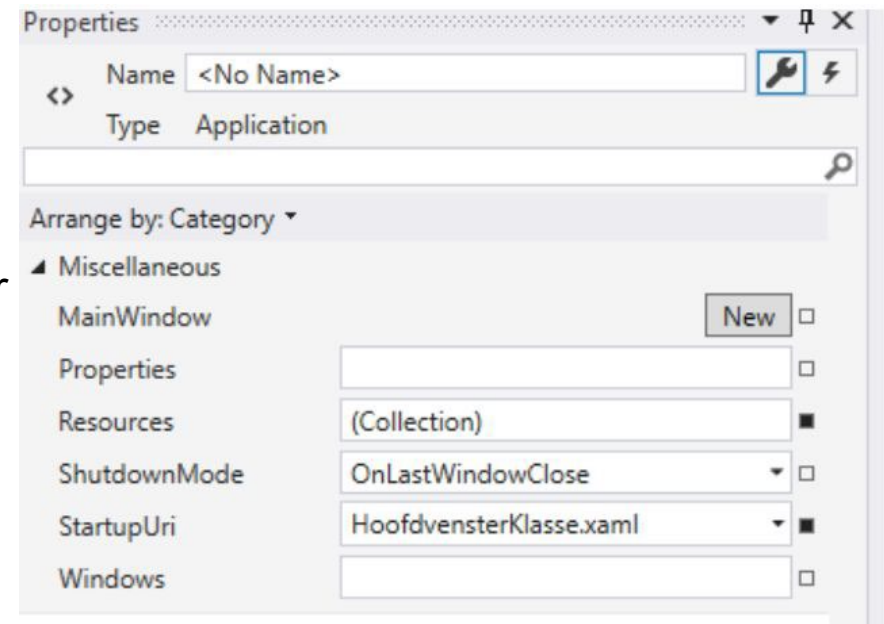 Properties
Name <No Name>
Type Application
Arrange by: Category
Miscellaneous
MainWindow New
Properties
Resources (Collection)
ShutdownMode OnLastWindowClose
StartupUri HoofdvensterKlasse.xaml
Windows